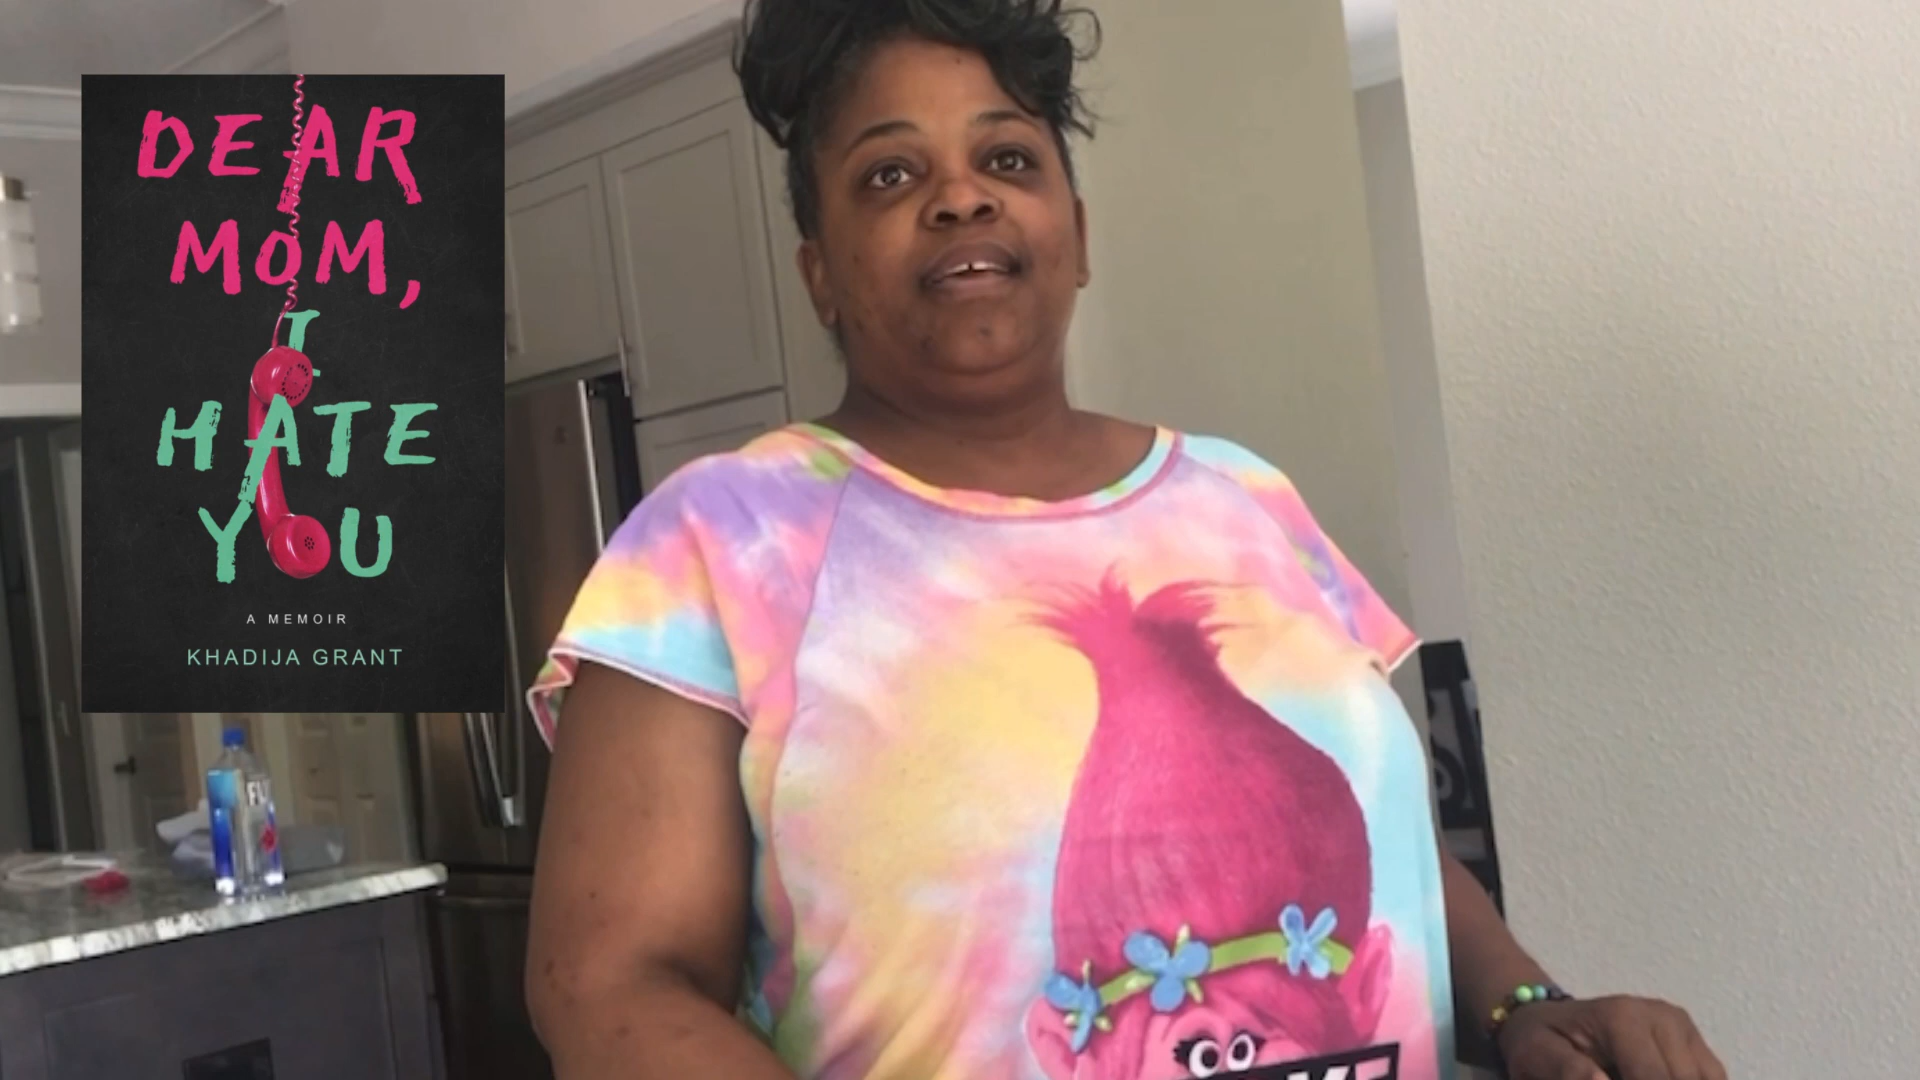 DEAR
MOM,
I
HATE
YOU
A MEMOIR
KHADIJA GRANT